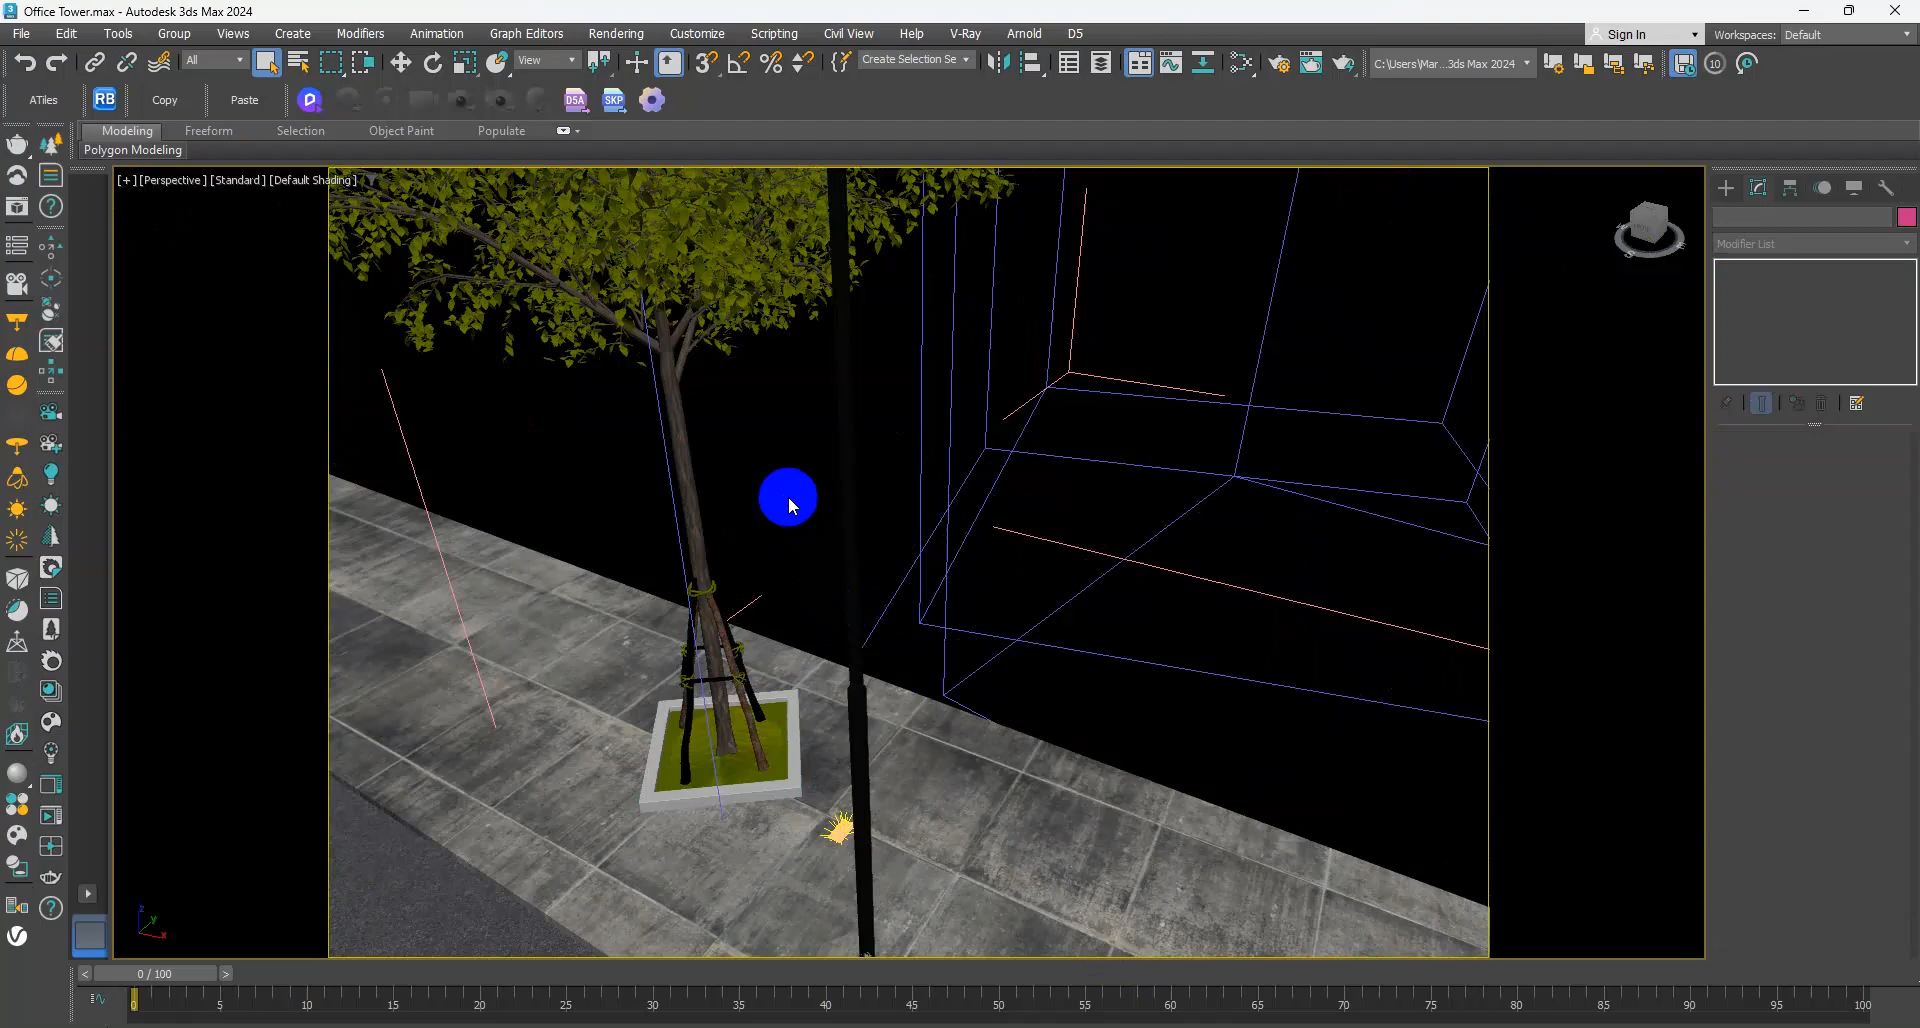 Office Tower.max - Autodesk 3ds Max 2024
File Edit Tools Group Views Create Modifiers Animation Graph Editors Rendering Customize Scripting Civil View Help V-Ray Arnold D5
Sign In Workspaces: Default
All View Create Selection Se C:\Users\Mar...3ds Max 2024 10
ATiles RB Copy Paste D5A SKP
Modeling Freeform Selection Object Paint Populate
Polygon Modeling
[+] [Perspective] [Standard] [Default Shading]
Modifier List
z
y
x
< 0 / 100 >
0 5 10 15 20 25 30 35 40 45 50 55 60 65 70 75 80 85 90 95 100